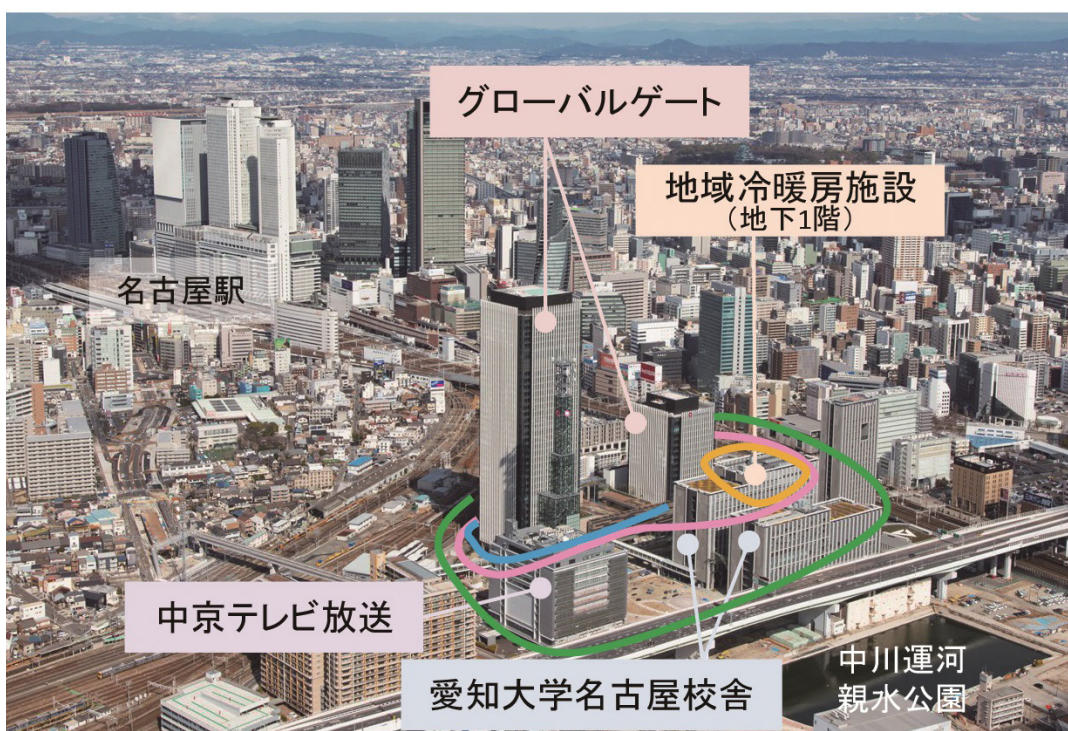 グローバルゲート
地域冷暖房施設
（地下1階）
名古屋駅
中京テレビ放送
愛知大学名古屋校舎
中川運河
親水公園